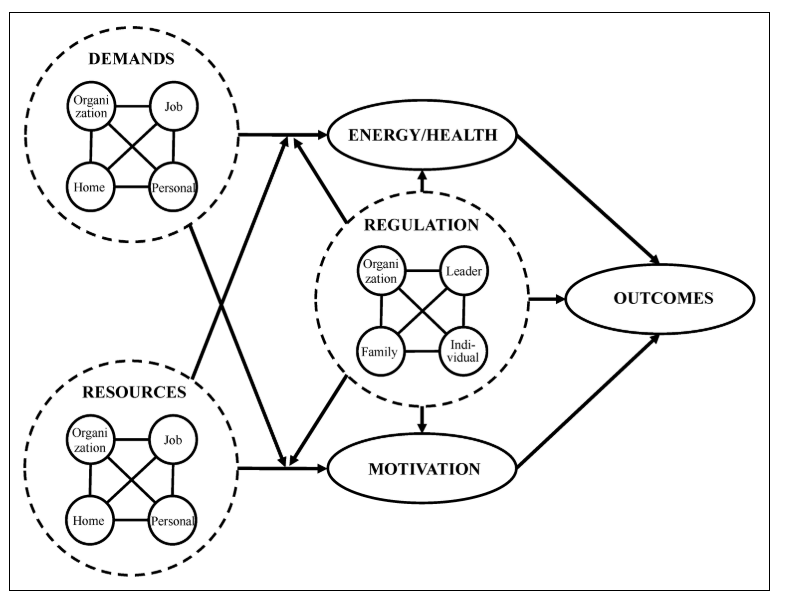 DEMANDS
Organi
zation
Job
Home
Personal
ENERGY/HEALTH
REGULATION
Organi
zation
Leader
Family
Indi-
vidual
OUTCOMES
RESOURCES
Organi
zation
Job
Home
Personal
MOTIVATION